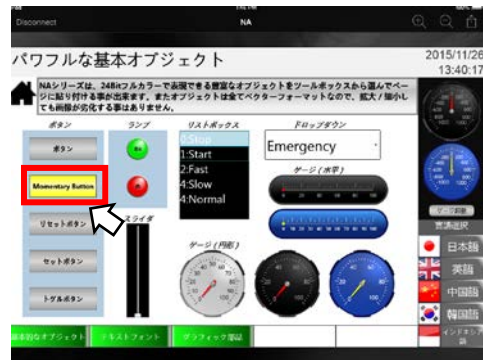 Disconnect
NA
パワフルな基本オブジェクト
2015/11/26
13:40:17
NAシリーズは、24Bitフルカラーで表現できる豊富なオブジェクトをツールボックスから選んでペー
ジに貼り付ける事が出来ます。またオブジェクトは全てベクターフォーマットなので、拡大/縮小し
ても画像が劣化する事はありません。
ボタン
ランプ
リストボックス
ドロップダウン
ボタン
Momentary Button
リセットボタン
セットボタン
トグルボタン
スライダ
0:Stop
1:Start
2:Fast
4:Slow
4:Normal
Emergency
ゲージ(水平)
ゲージ(円形)
言語選択
日本語
英語
中国語
韓国語
インドネシア
語
基本的なオブジェクト
テキストフォント
グラフィック部品